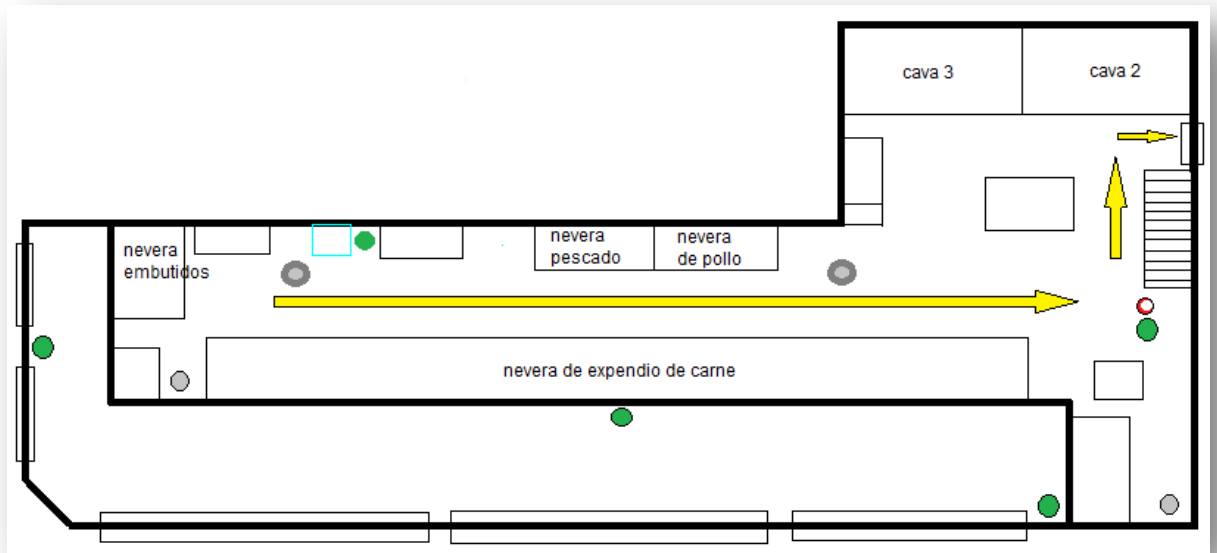 cava 3
cava 2
nevera
embutidos
nevera
pescado
nevera
de pollo
nevera de expendio de carne